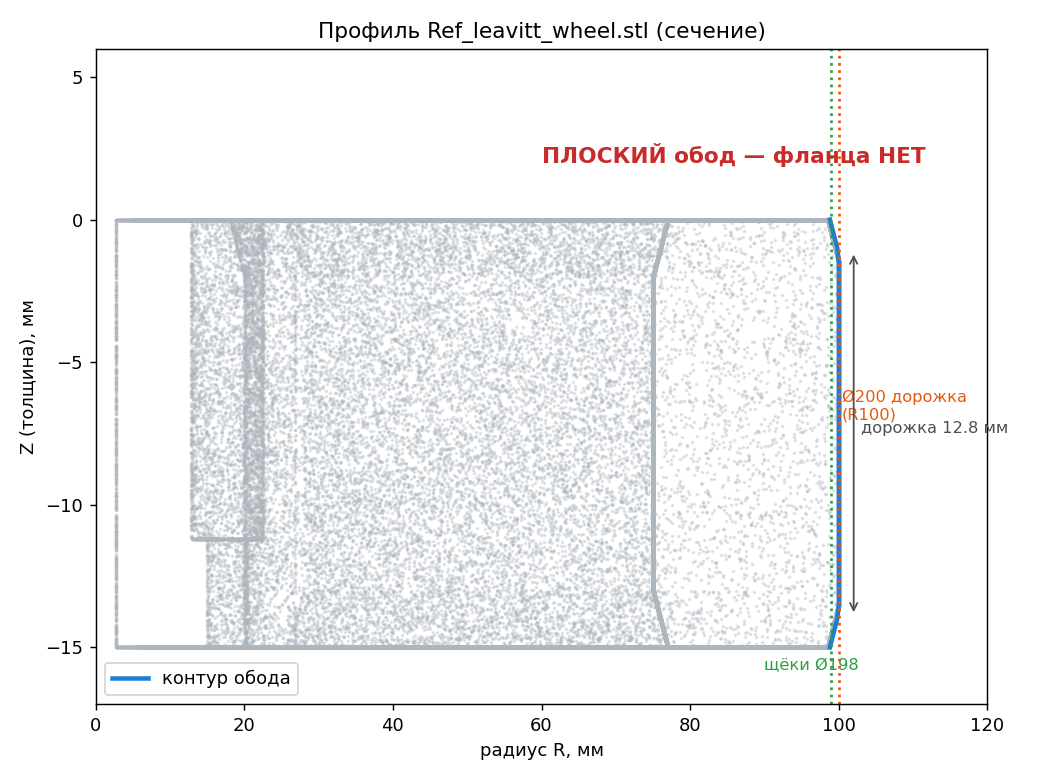 Профиль Ref_leavitt_wheel.stl (сечение)
5
ПЛОСКИЙ обод — фланца НЕТ
0
−5
Z (толщина), мм
Ø200 дорожка
(R100)
дорожка 12.8 мм
−10
−15
щёки Ø198
контур обода
0
20
40
60
80
100
120
радиус R, мм